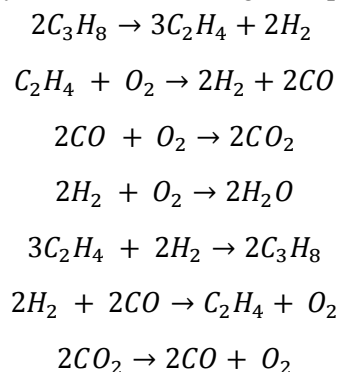 2C₃H₈ → 3C₂H₄ + 2H₂
C₂H₄ + O₂ → 2H₂ + 2CO
2CO + O₂ → 2CO₂
2H₂ + O₂ → 2H₂O
3C₂H₄ + 2H₂ → 2C₃H₈
2H₂ + 2CO → C₂H₄ + O₂
2CO₂ → 2CO + O₂